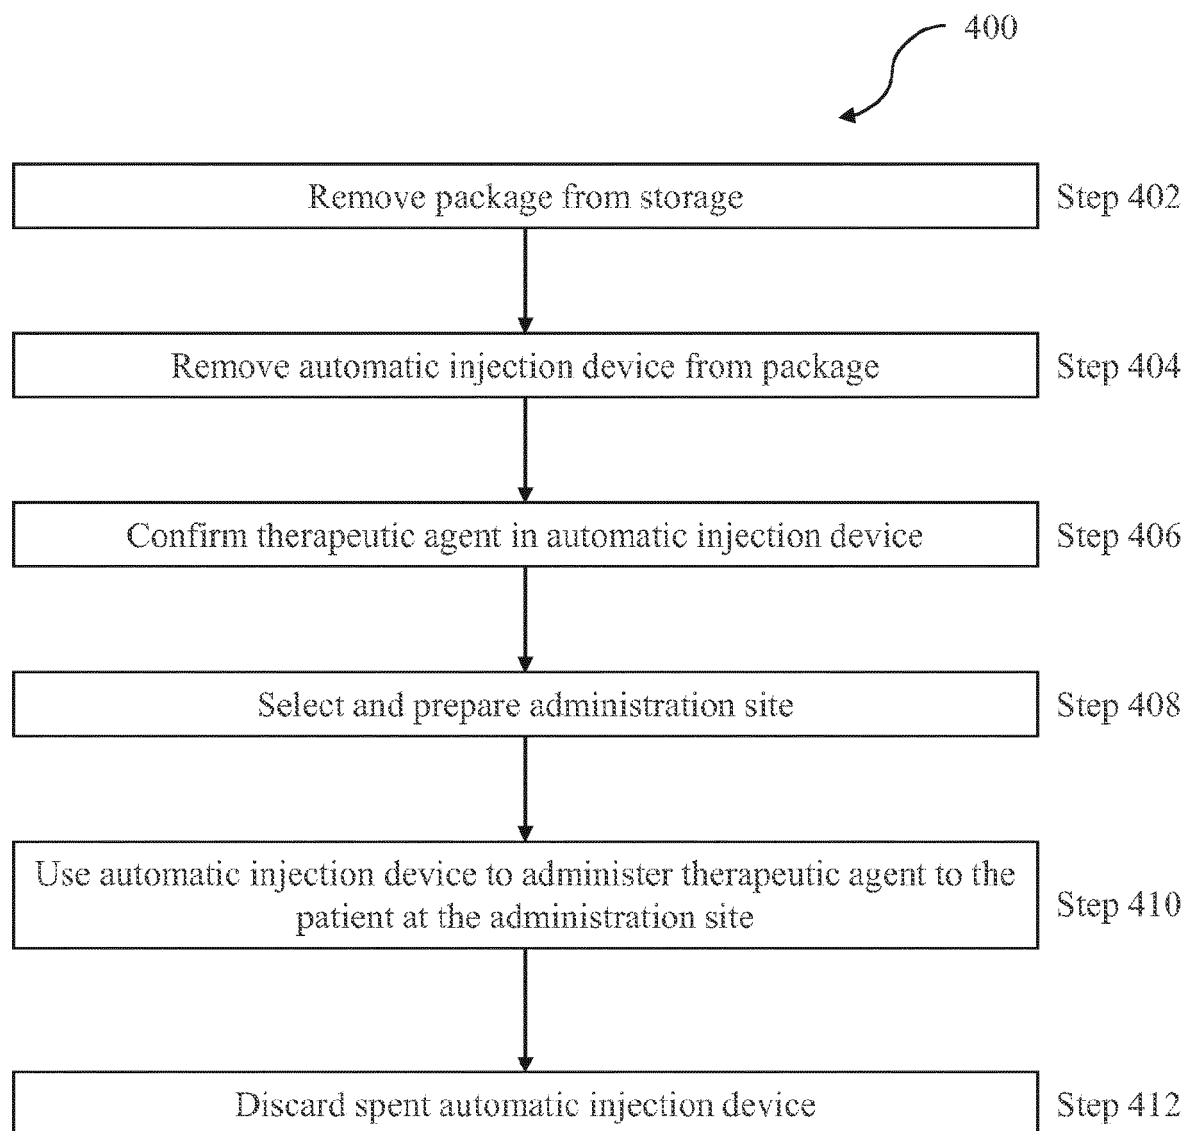 400
Remove package from storage
Step 402
Remove automatic injection device from package
Step 404
Confirm therapeutic agent in automatic injection device
Step 406
Select and prepare administration site
Step 408
Use automatic injection device to administer therapeutic agent to the
patient at the administration site
Step 410
Discard spent automatic injection device
Step 412